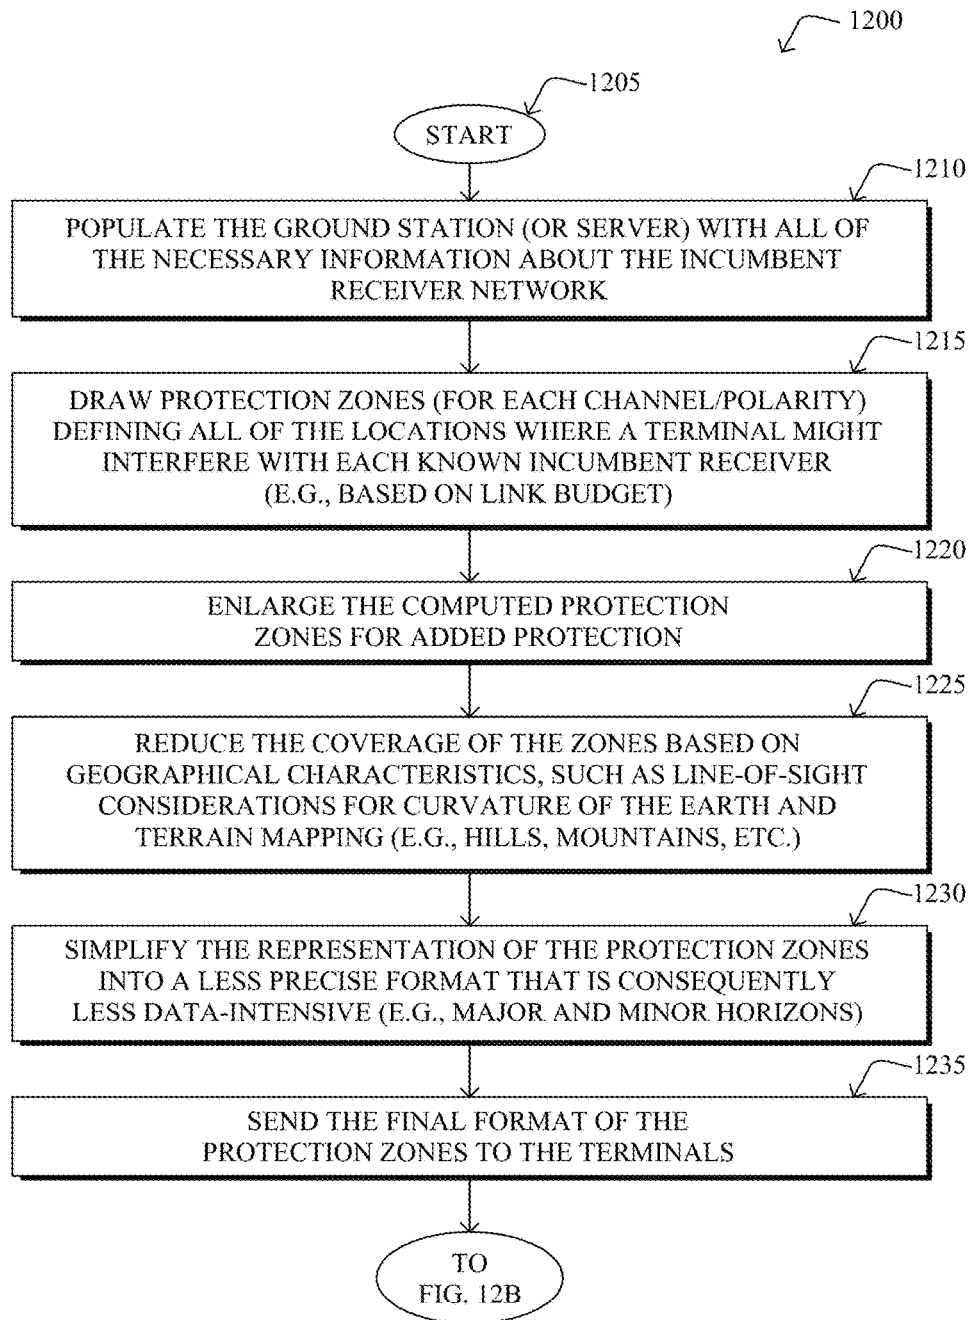 1200
1205
START
1210
POPULATE THE GROUND STATION (OR SERVER) WITH ALL OF
THE NECESSARY INFORMATION ABOUT THE INCUMBENT
RECEIVER NETWORK
1215
DRAW PROTECTION ZONES (FOR EACH CHANNEL/POLARITY)
DEFINING ALL OF THE LOCATIONS WHERE A TERMINAL MIGHT
INTERFERE WITH EACH KNOWN INCUMBENT RECEIVER
(E.G., BASED ON LINK BUDGET)
1220
ENLARGE THE COMPUTED PROTECTION
ZONES FOR ADDED PROTECTION
1225
REDUCE THE COVERAGE OF THE ZONES BASED ON
GEOGRAPHICAL CHARACTERISTICS, SUCH AS LINE-OF-SIGHT
CONSIDERATIONS FOR CURVATURE OF THE EARTH AND
TERRAIN MAPPING (E.G., HILLS, MOUNTAINS, ETC.)
1230
SIMPLIFY THE REPRESENTATION OF THE PROTECTION ZONES
INTO A LESS PRECISE FORMAT THAT IS CONSEQUENTLY
LESS DATA-INTENSIVE (E.G., MAJOR AND MINOR HORIZONS)
1235
SEND THE FINAL FORMAT OF THE
PROTECTION ZONES TO THE TERMINALS
TO
FIG. 12B